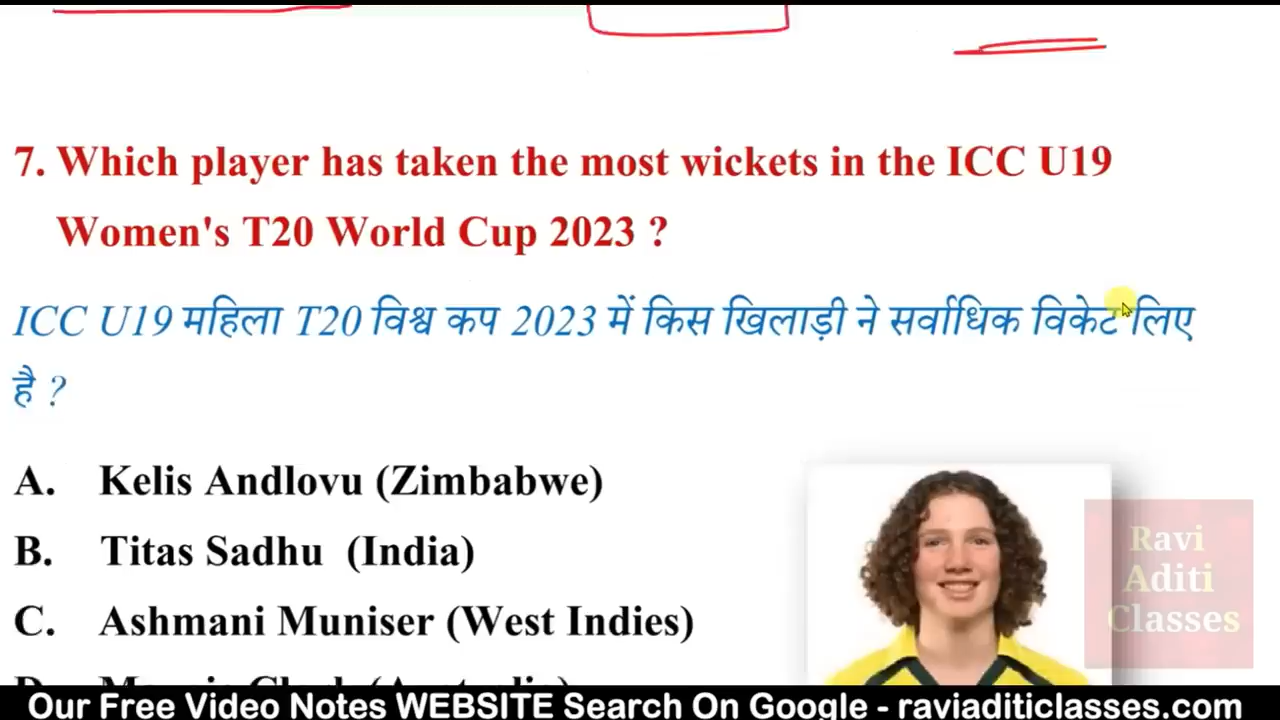 7. Which player has taken the most wickets in the ICC U19
Women's T20 World Cup 2023 ?
ICC U19 महिला T20 विश्व कप 2023 में किस खिलाड़ी ने सर्वाधिक विकेट लिए
है ?
A. Kelis Andlovu (Zimbabwe)
B. Titas Sadhu (India)
C. Ashmani Muniser (West Indies)
Ravi
Aditi
Classes
Our Free Video Notes WEBSITE Search On Google - raviaditiclasses.com